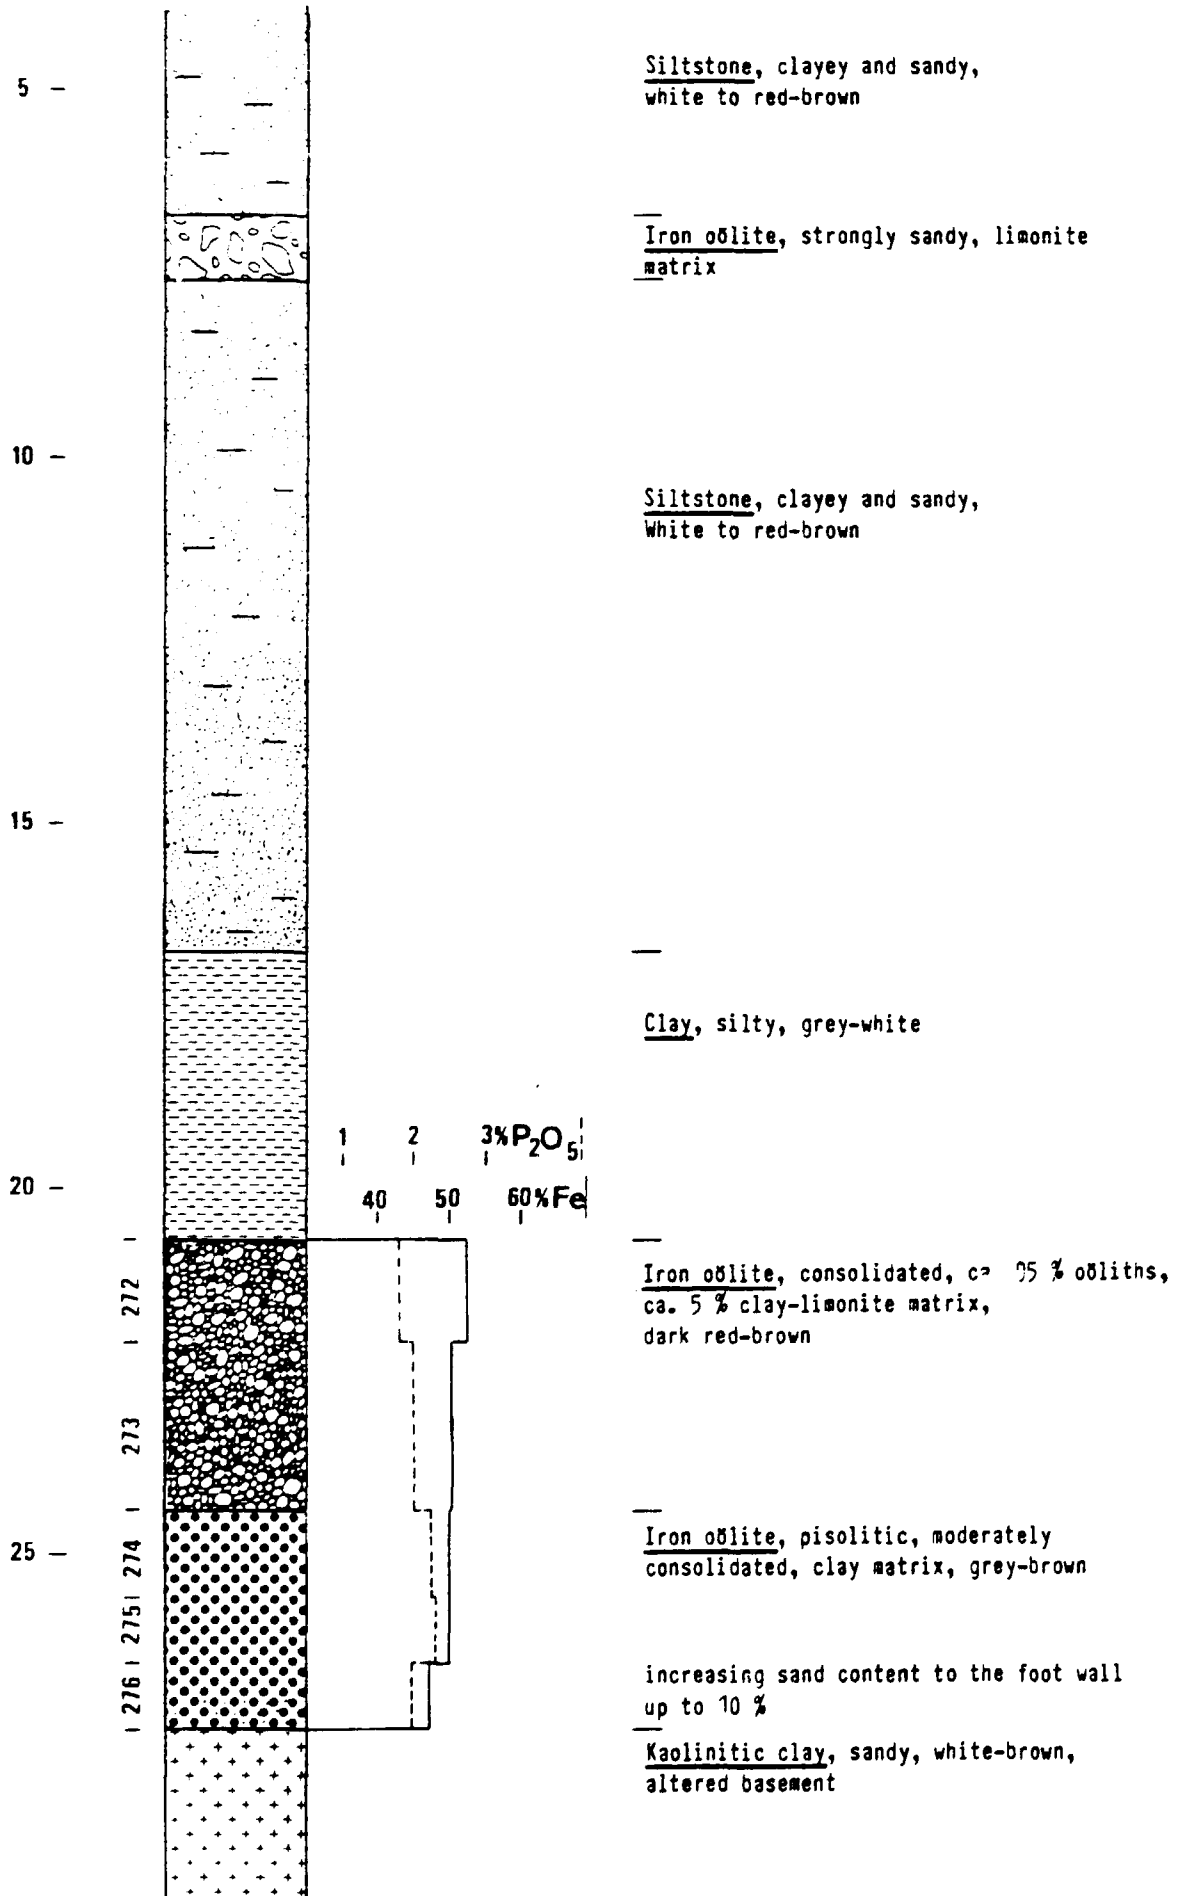 5 —
Siltstone, clayey and sandy,
white to red-brown
Iron oölite, strongly sandy, limonite
matrix
10 —
Siltstone, clayey and sandy,
White to red-brown
15 —
Clay, silty, grey-white
1 2 3% P₂O₅
20 —
40 50 60% Fe
272
Iron oölite, consolidated, 95 % oöliths,
ca. 5 % clay-limonite matrix,
dark red-brown
273
25 —
274
Iron oölite, pisolitic, moderately
consolidated, clay matrix, grey-brown
275
276
increasing sand content to the foot wall
up to 10 %
Kaolinitic clay, sandy, white-brown,
altered basement